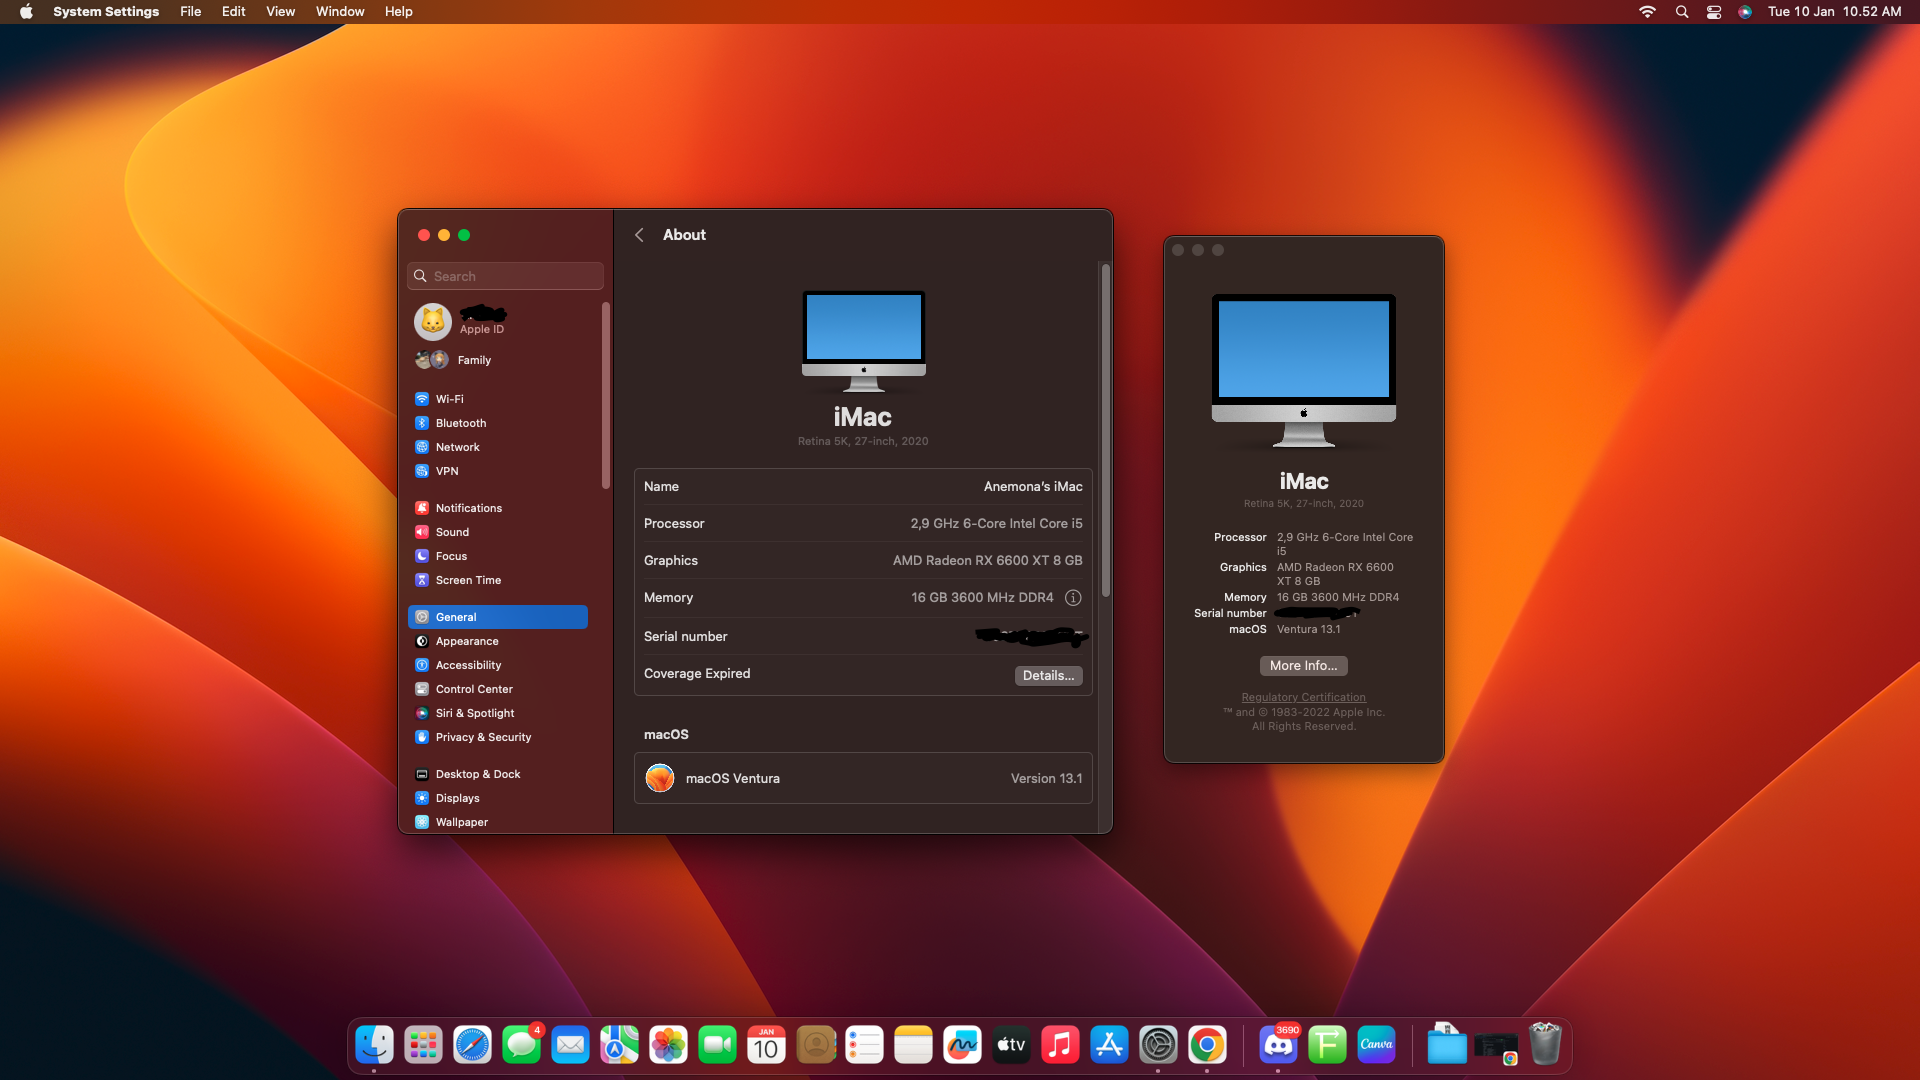 System Settings File Edit View Window Help Tue 10 Jan 10.52 AM
Search
Apple ID
Family
Wi-Fi
Bluetooth
Network
VPN
Notifications
Sound
Focus
Screen Time
General
Appearance
Accessibility
Control Center
Siri & Spotlight
Privacy & Security
Desktop & Dock
Displays
Wallpaper
About
iMac
Retina 5K, 27-inch, 2020
Name Anemona's iMac
Processor 2,9 GHz 6-Core Intel Core i5
Graphics AMD Radeon RX 6600 XT 8 GB
Memory 16 GB 3600 MHz DDR4
Serial number
Coverage Expired Details...
macOS
macOS Ventura Version 13.1
iMac
Retina 5K, 27-inch, 2020
Processor 2,9 GHz 6-Core Intel Core
i5
Graphics AMD Radeon RX 6600
XT 8 GB
Memory 16 GB 3600 MHz DDR4
Serial number
macOS Ventura 13.1
More Info...
Regulatory Certification
™ and © 1983-2022 Apple Inc.
All Rights Reserved.
4
JAN
10
tv
3690
F
Canva